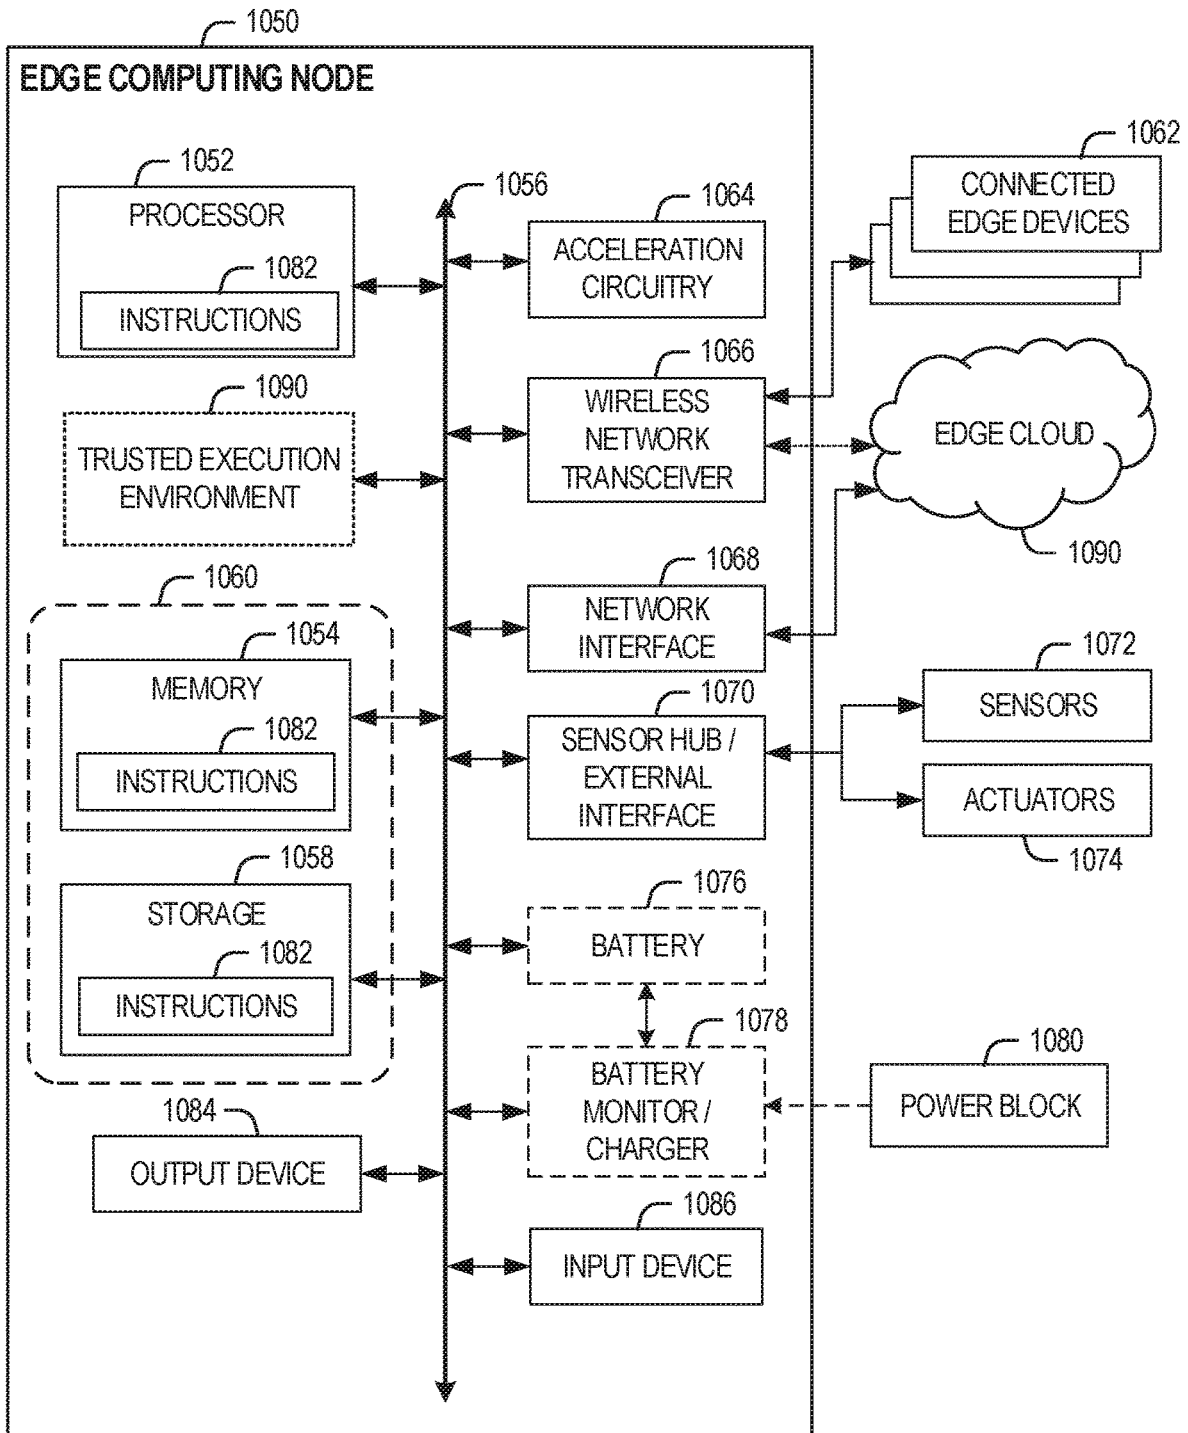 1050
EDGE COMPUTING NODE
1052
PROCESSOR
1082
INSTRUCTIONS
1090
TRUSTED EXECUTION
ENVIRONMENT
1060
1054
MEMORY
1082
INSTRUCTIONS
1058
STORAGE
1082
INSTRUCTIONS
1084
OUTPUT DEVICE
1056
1064
ACCELERATION
CIRCUITRY
1066
WIRELESS
NETWORK
TRANSCEIVER
1068
NETWORK
INTERFACE
1070
SENSOR HUB /
EXTERNAL
INTERFACE
1076
BATTERY
1078
BATTERY
MONITOR /
CHARGER
1086
INPUT DEVICE
1062
CONNECTED
EDGE DEVICES
EDGE CLOUD
1090
1072
SENSORS
ACTUATORS
1074
1080
POWER BLOCK